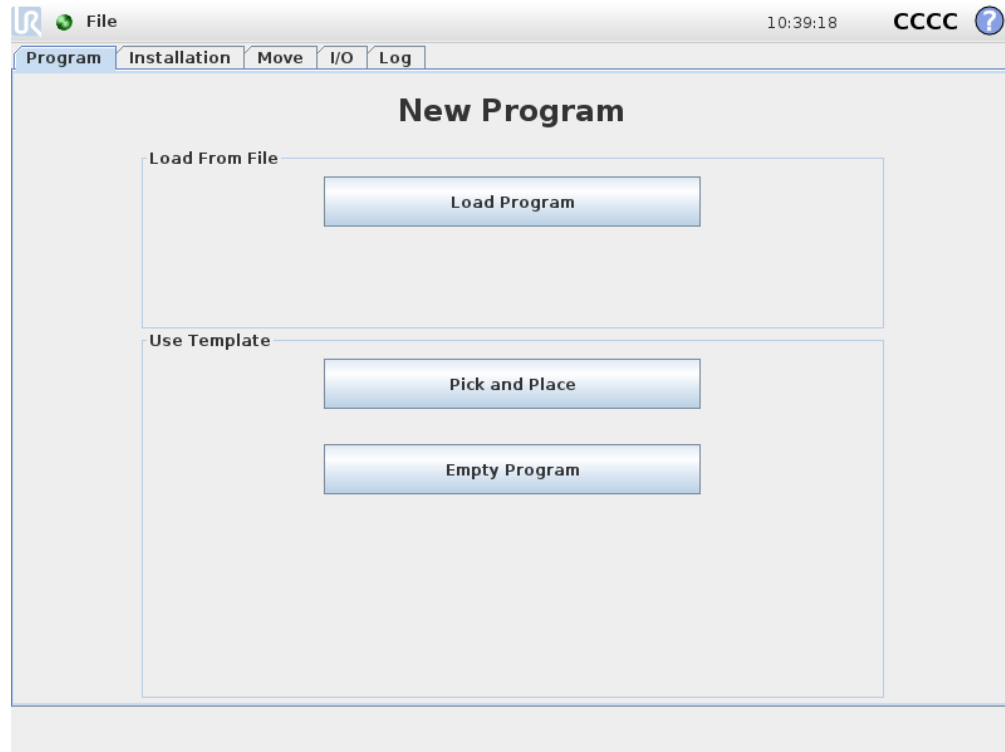 UR File 10:39:18 CCCC ?
Program Installation Move I/O Log
New Program
Load From File
Load Program
Use Template
Pick and Place
Empty Program